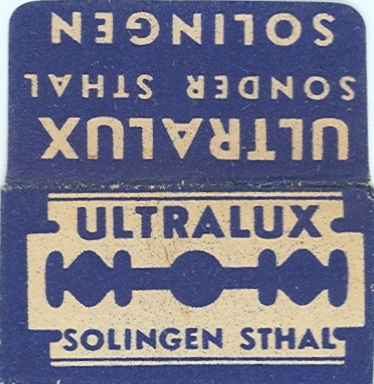 SOLINGEN
SONDER STHAL
ULTRALUX
ULTRALUX
SOLINGEN STHAL